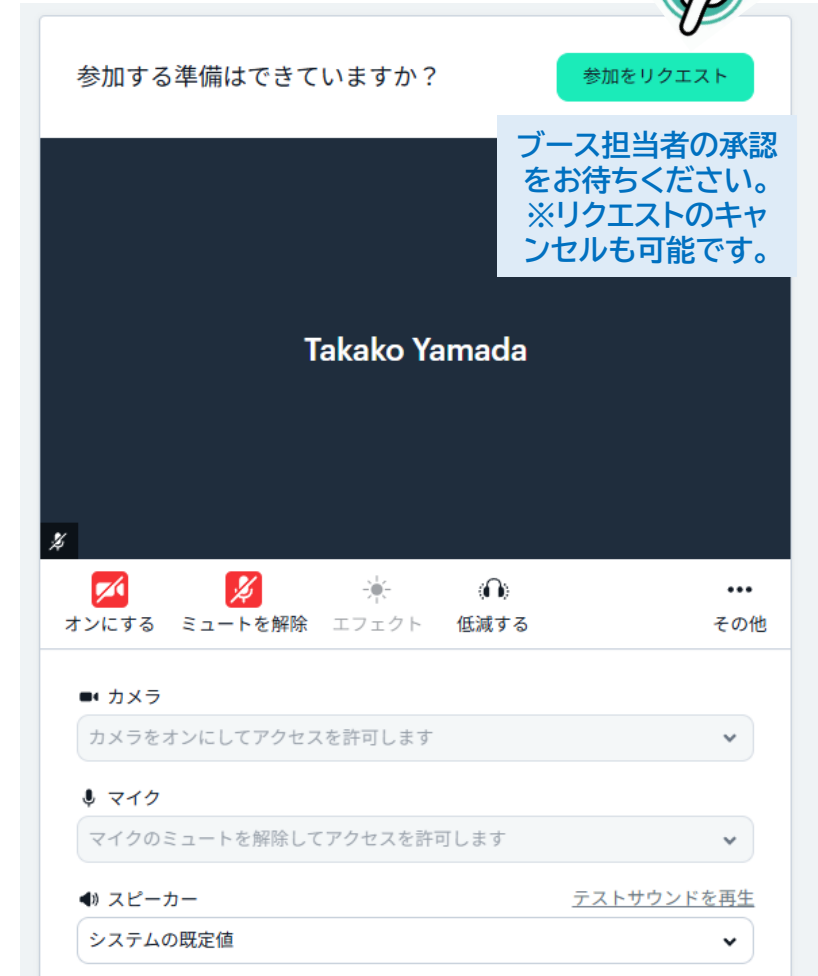 参加する準備はできていますか？
参加をリクエスト
ブース担当者の承認
をお待ちください。
※リクエストのキャ
ンセルも可能です。
Takako Yamada
オンにする
ミュートを解除
エフェクト
低減する
その他
カメラ
カメラをオンにしてアクセスを許可します
マイク
マイクのミュートを解除してアクセスを許可します
スピーカー
テストサウンドを再生
システムの既定値